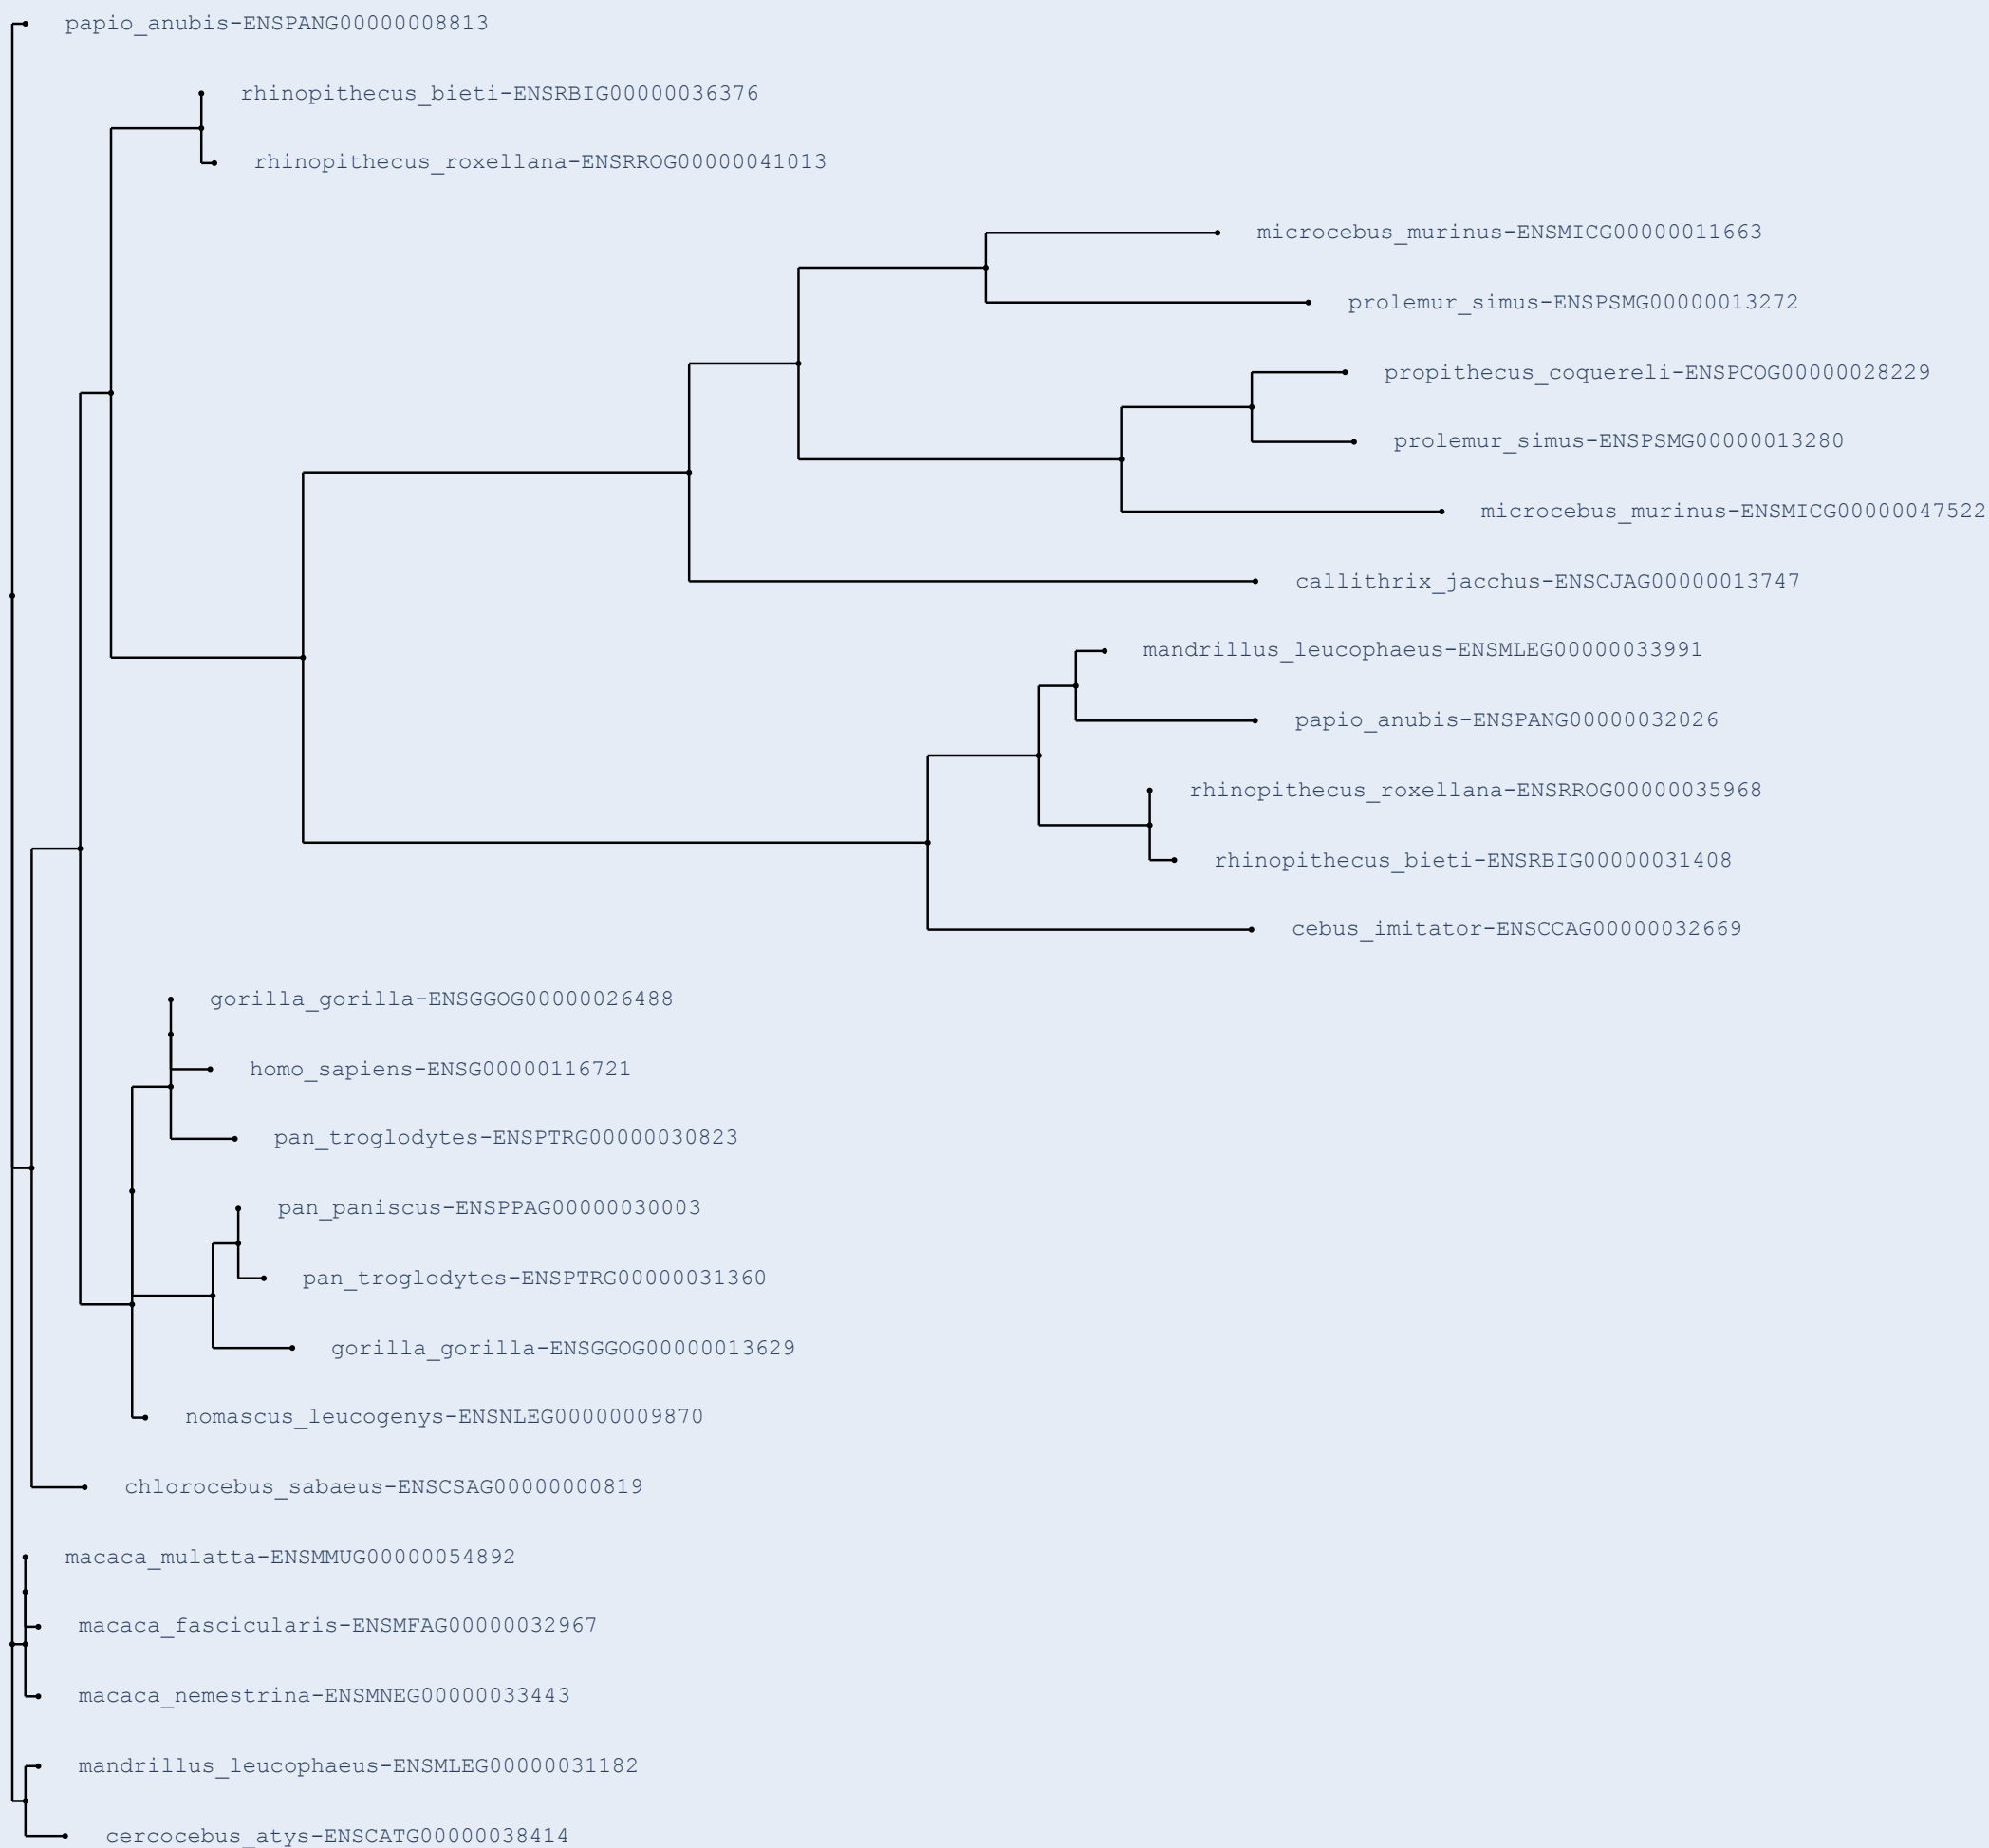 papio_anubis-ENSPANG00000008813
rhinopithecus_bieti-ENSRBIG00000036376
rhinopithecus_roxellana-ENSRROG00000041013
microcebus_murinus-ENSMICG00000011663
prolemur_simus-ENSPSMG00000013272
propithecus_coquereli-ENSPCOG00000028229
prolemur_simus-ENSPSMG00000013280
microcebus_murinus-ENSMICG00000047522
callithrix_jacchus-ENSCJAG00000013747
mandrillus_leucophaeus-ENSMLEG00000033991
papio_anubis-ENSPANG00000032026
rhinopithecus_roxellana-ENSRROG00000035968
rhinopithecus_bieti-ENSRBIG00000031408
cebus_imitator-ENSCCAG00000032669
gorilla_gorilla-ENSGGOG00000026488
homo_sapiens-ENSG00000116721
pan_troglodytes-ENSPTRG00000030823
pan_paniscus-ENSPPAG00000030003
pan_troglodytes-ENSPTRG00000031360
gorilla_gorilla-ENSGGOG00000013629
nomascus_leucogenys-ENSNLEG00000009870
chlorocebus_sabaeus-ENSCSAG00000000819
macaca_mulatta-ENSMMUG00000054892
macaca_fascicularis-ENSMFAG00000032967
macaca_nemestrina-ENSMNEG00000033443
mandrillus_leucophaeus-ENSMLEG00000031182
cercocebus_atys-ENSCATG00000038414